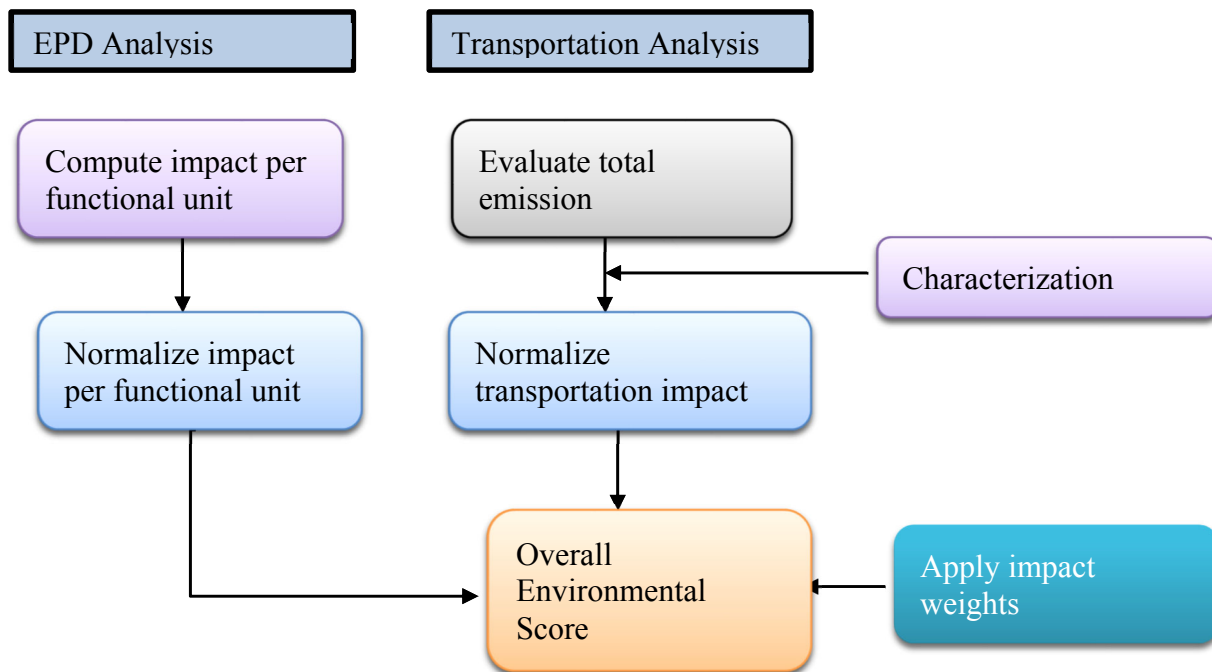 EPD Analysis
Transportation Analysis
Compute impact per
functional unit
Evaluate total
emission
Characterization
Normalize impact
per functional unit
Normalize
transportation impact
Overall
Environmental
Score
Apply impact
weights